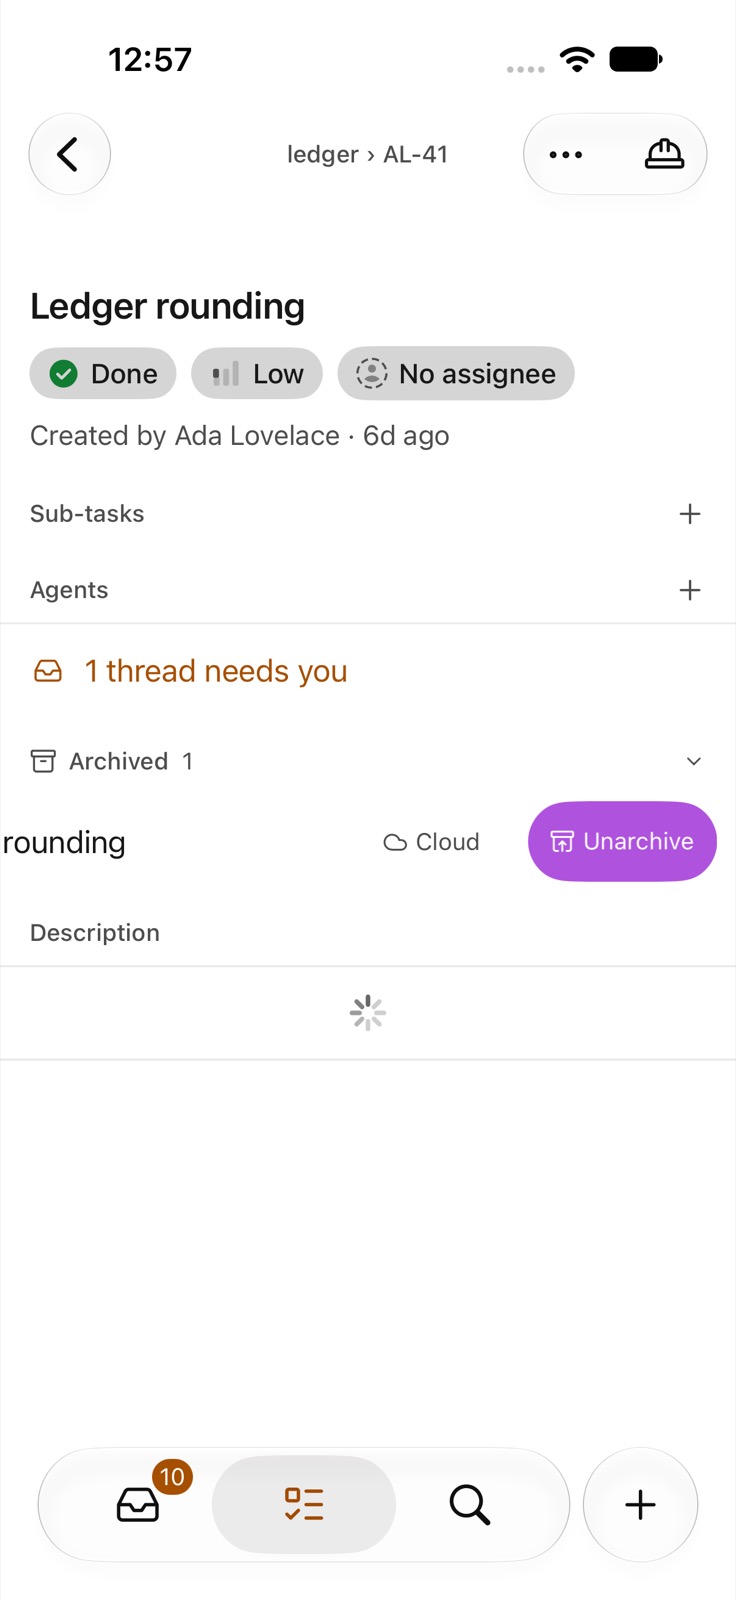 12:57
ledger › AL-41
Ledger rounding
Done
Low
No assignee
Created by Ada Lovelace · 6d ago
Sub-tasks
Agents
1 thread needs you
Archived 1
rounding
Cloud
Unarchive
Description
10